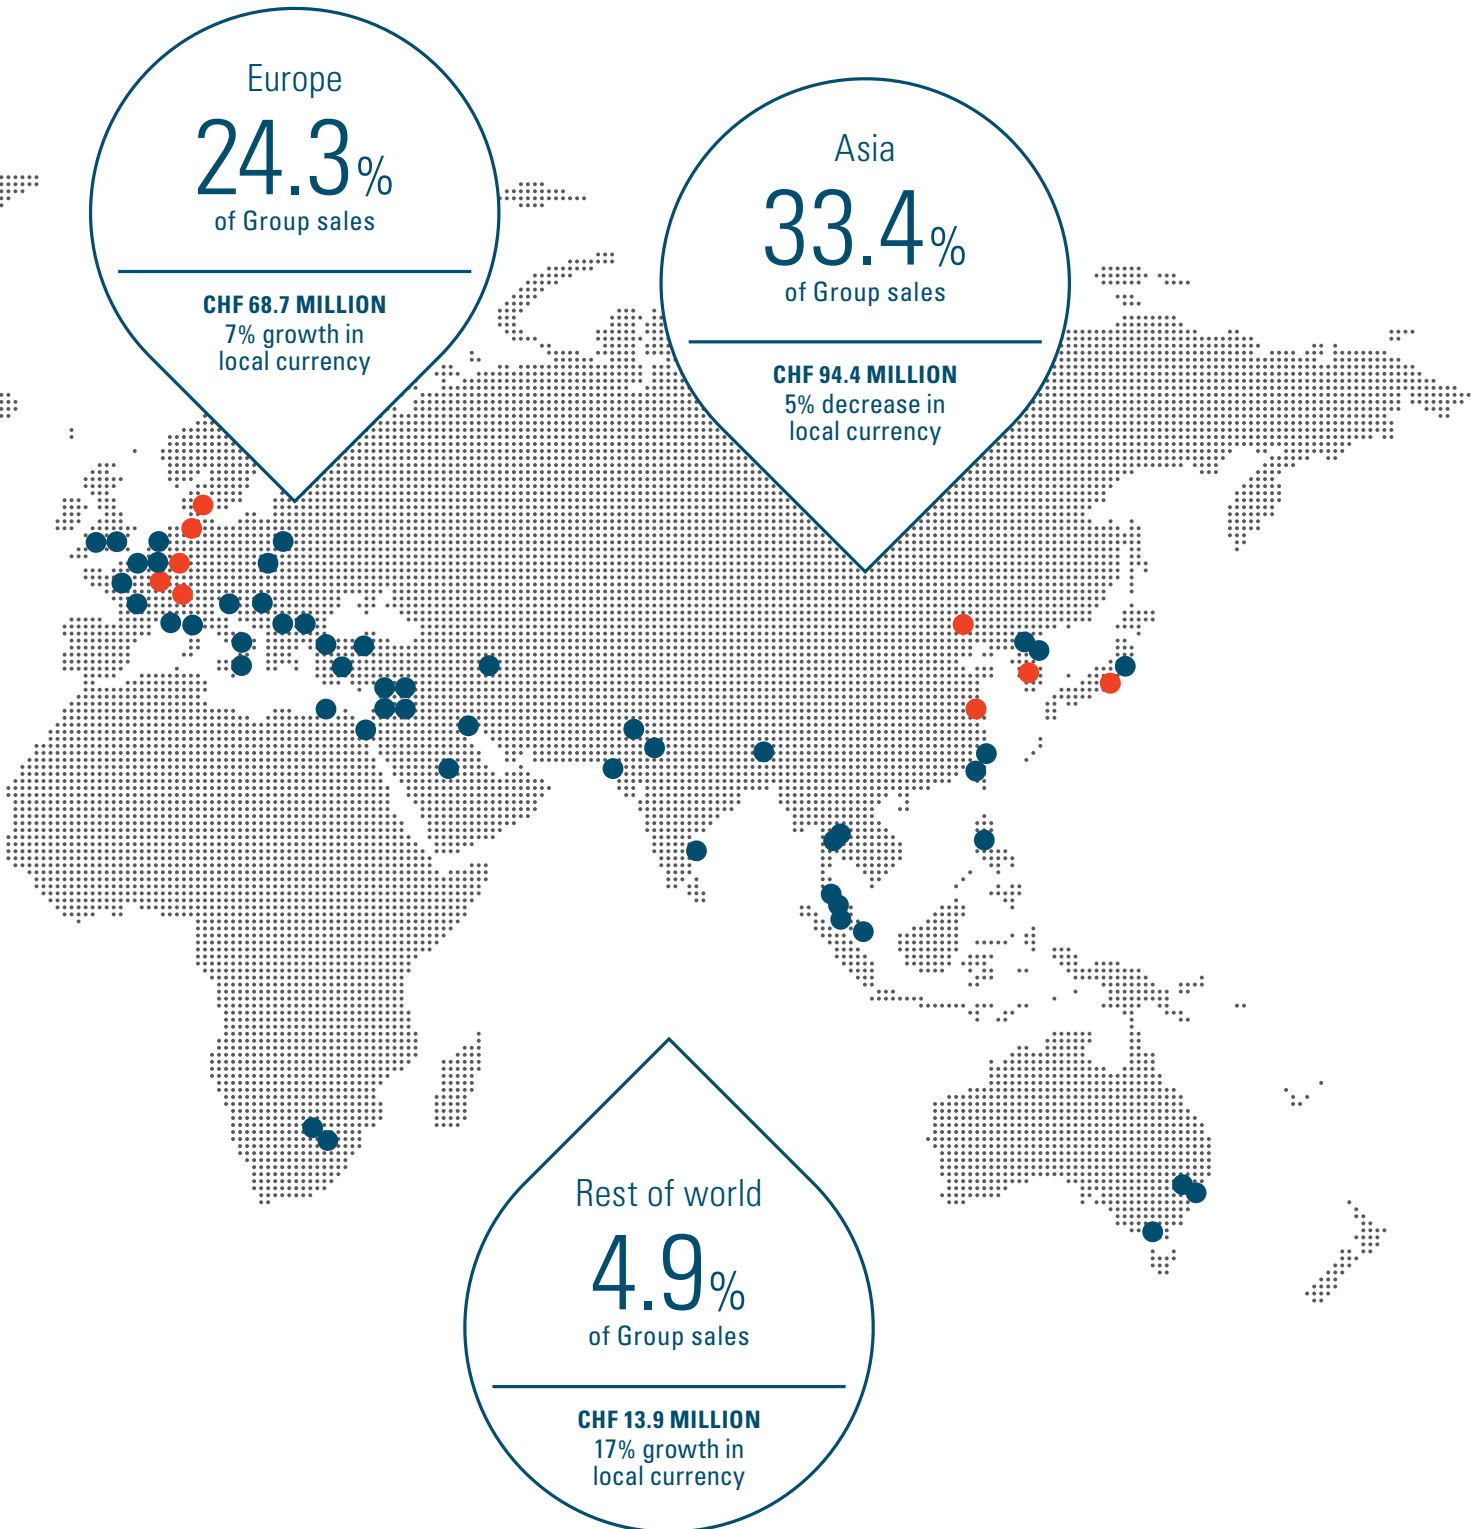 Europe
24.3%
of Group sales
CHF 68.7 MILLION
7% growth in
local currency
Asia
33.4%
of Group sales
CHF 94.4 MILLION
5% decrease in
local currency
Rest of world
4.9%
of Group sales
CHF 13.9 MILLION
17% growth in
local currency